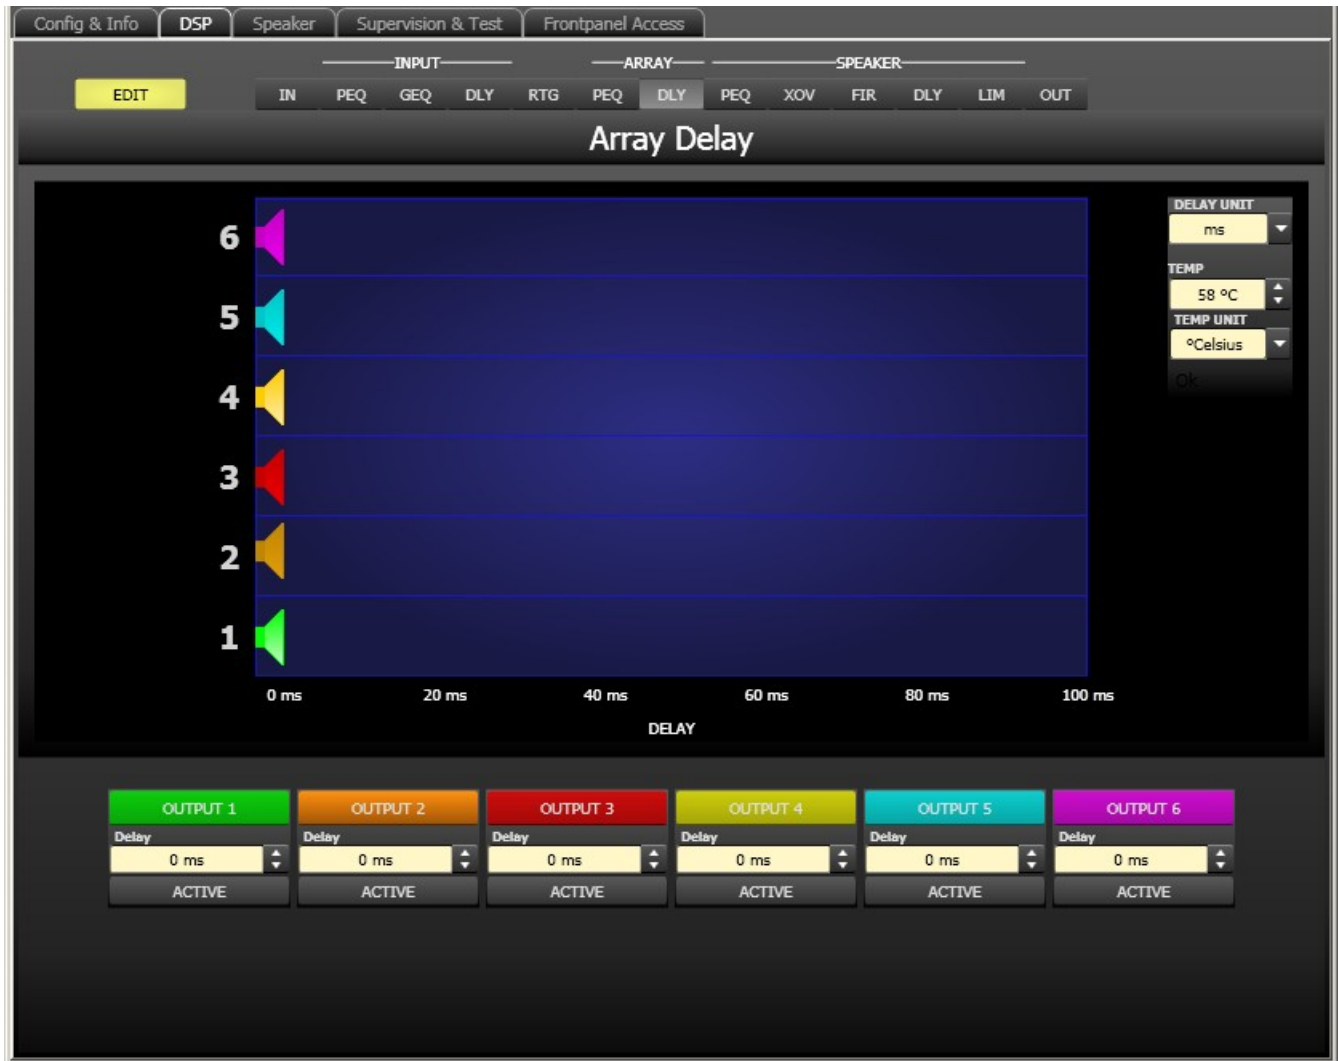 Config & Info DSP Speaker Supervision & Test Frontpanel Access
INPUT ARRAY SPEAKER
EDIT IN PEQ GEQ DLY RTG PEQ DLY PEQ XOV FIR DLY LIM OUT
Array Delay
DELAY UNIT
ms
TEMP
58 °C
TEMP UNIT
°Celsius
Ok
6
5
4
3
2
1
0 ms 20 ms 40 ms 60 ms 80 ms 100 ms
DELAY
OUTPUT 1 OUTPUT 2 OUTPUT 3 OUTPUT 4 OUTPUT 5 OUTPUT 6
Delay Delay Delay Delay Delay Delay
0 ms 0 ms 0 ms 0 ms 0 ms 0 ms
ACTIVE ACTIVE ACTIVE ACTIVE ACTIVE ACTIVE